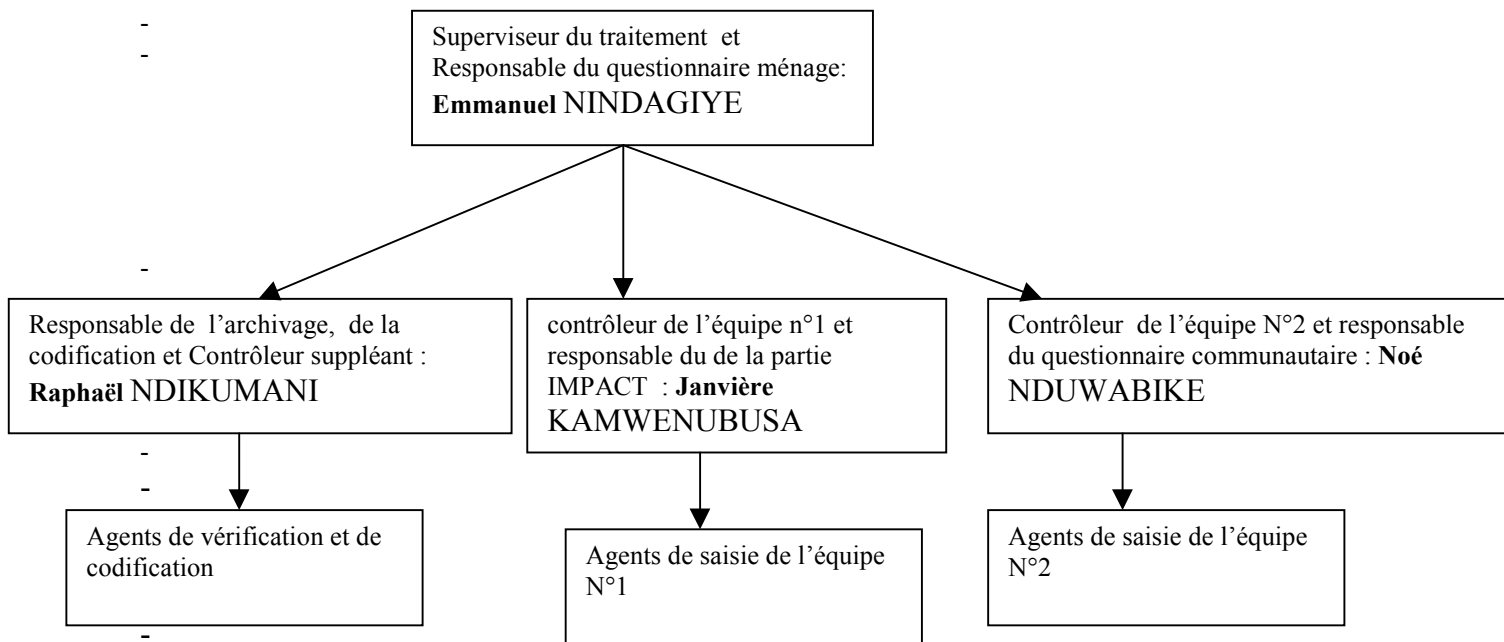 -
-
Superviseur du traitement et
Responsable du questionnaire ménage:
Emmanuel NINDAGIYE
-
Responsable de l’archivage, de la
codification et Contrôleur suppléant :
Raphaël NDIKUMANI
contrôleur de l’équipe n°1 et
responsable du de la partie
IMPACT : Janvière
KAMWENUBUSA
Contrôleur de l’équipe N°2 et responsable
du questionnaire communautaire : Noé
NDUWABIKE
-
-
Agents de vérification et de
codification
Agents de saisie de l’équipe
N°1
Agents de saisie de l’équipe
N°2
-